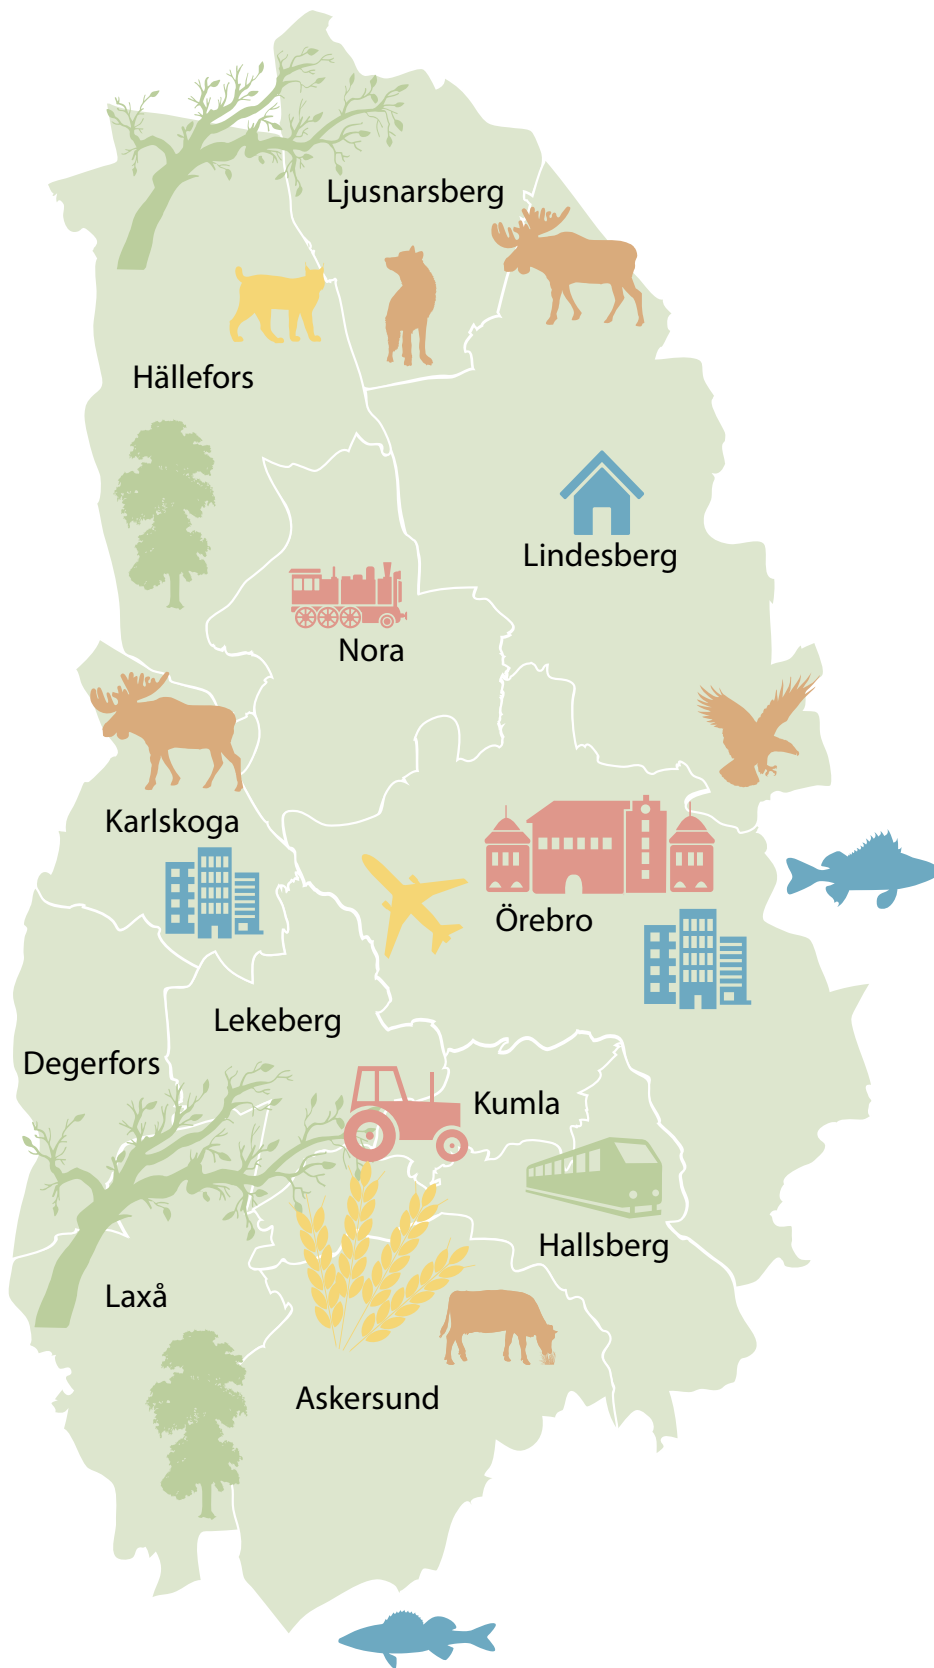 Ljusnarsberg
Hällefors
Lindesberg
Nora
Karlskoga
Örebro
Lekeberg
Degerfors
Kumla
Hallsberg
Laxå
Askersund